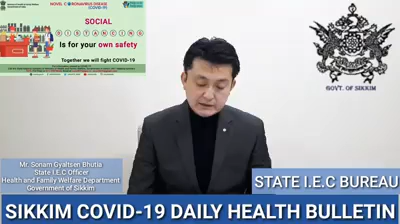 NOVEL CORONAVIRUS DISEASE
(COVID-19)
SOCIAL
DISTANCING
Is for your own safety
Together we will fight COVID-19
GOVT. OF SIKKIM
Mr. Sonam Gyaltsen Bhutia
State I.E.C Officer
Health and Family Welfare Department
Government of Sikkim
STATE I.E.C BUREAU
SIKKIM COVID-19 DAILY HEALTH BULLETIN